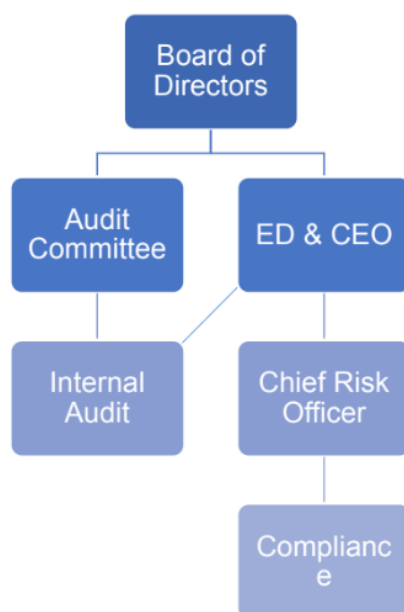 Board of
Directors
Audit
Committee
ED & CEO
Internal
Audit
Chief Risk
Officer
Complianc
e